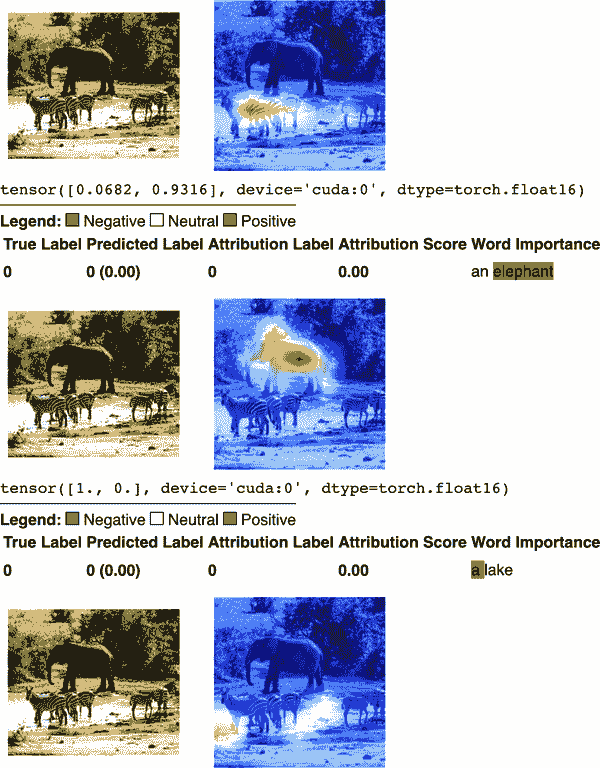 tensor([0.0682, 0.9316], device='cuda:0', dtype=torch.float16)
Legend: Negative Neutral Positive
True Label Predicted Label Attribution Label Attribution Score Word Importance
0 0 (0.00) 0 0.00 an elephant
tensor([1., 0.], device='cuda:0', dtype=torch.float16)
Legend: Negative Neutral Positive
True Label Predicted Label Attribution Label Attribution Score Word Importance
0 0 (0.00) 0 0.00 a lake